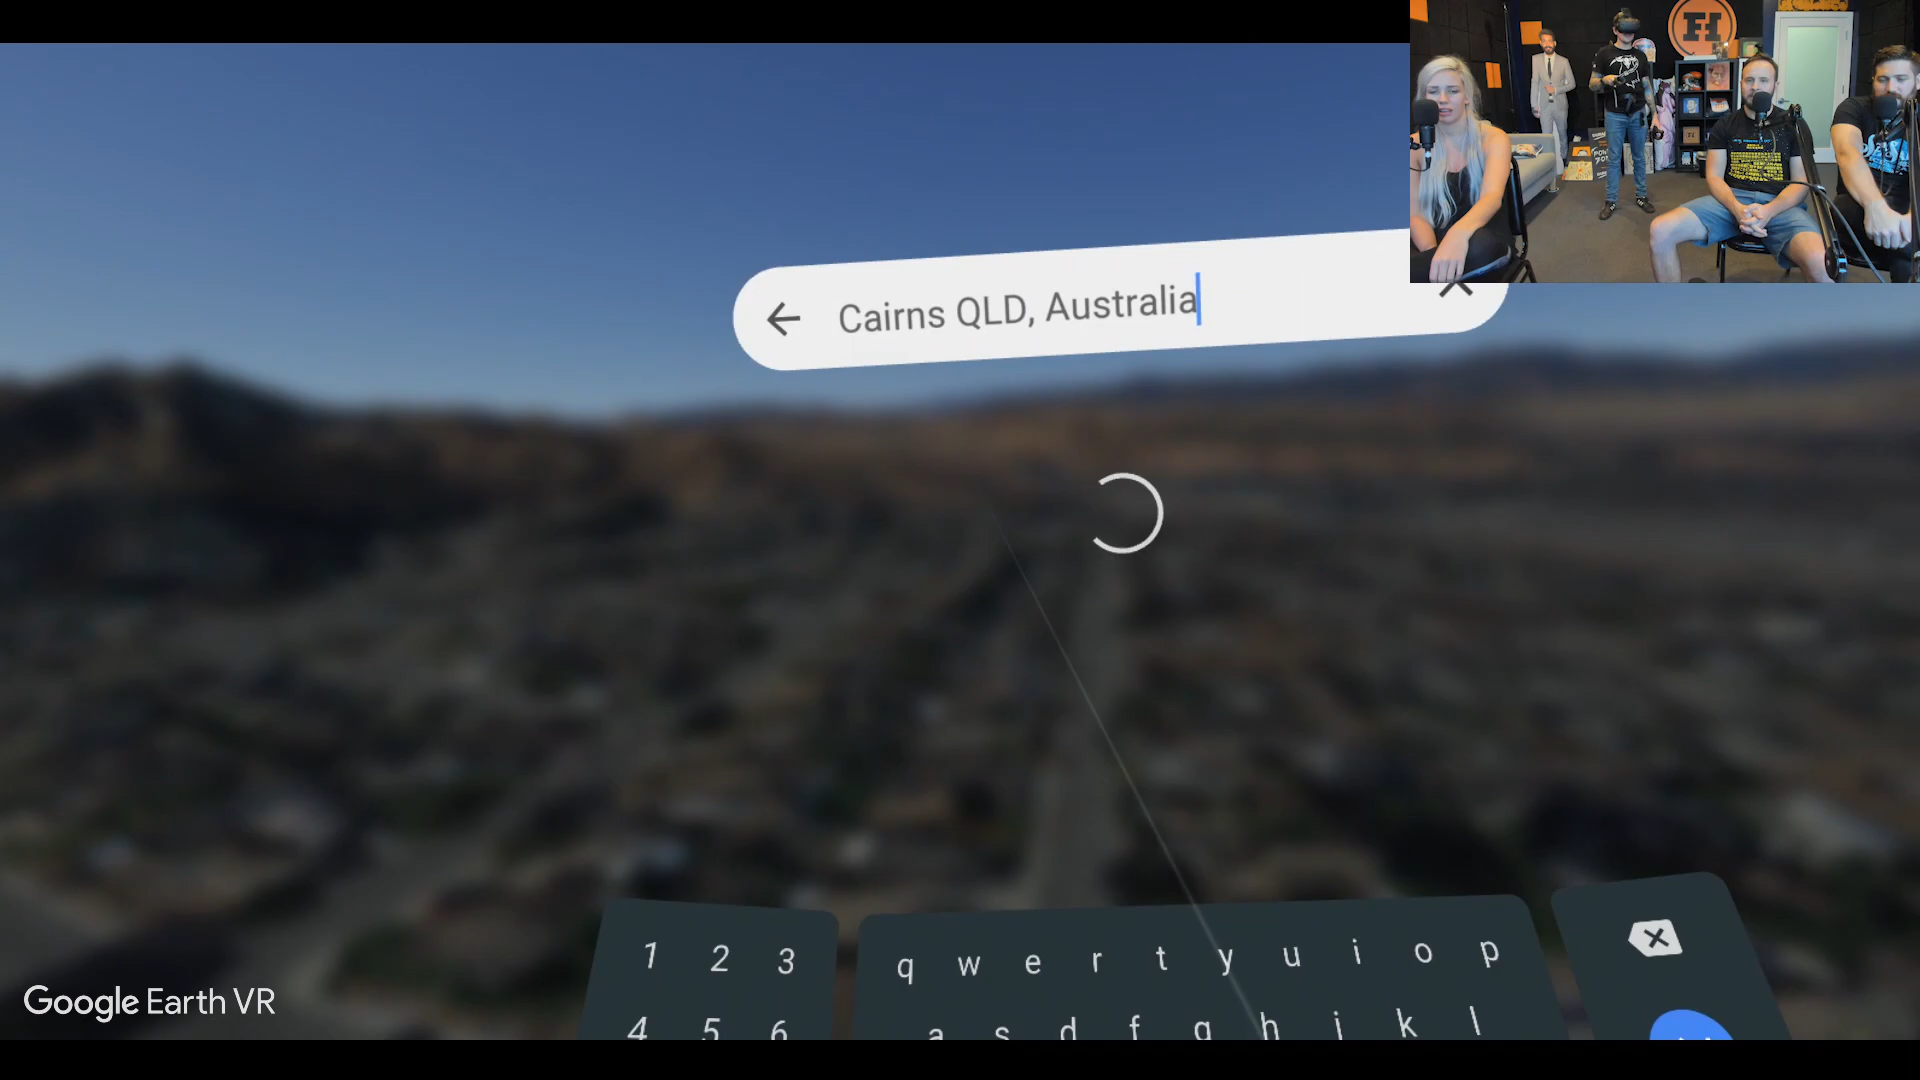 Cairns QLD, Australia
1 2 3 q w e r t y u i o p
4 5 6 a s d f g h j k l
Google Earth VR